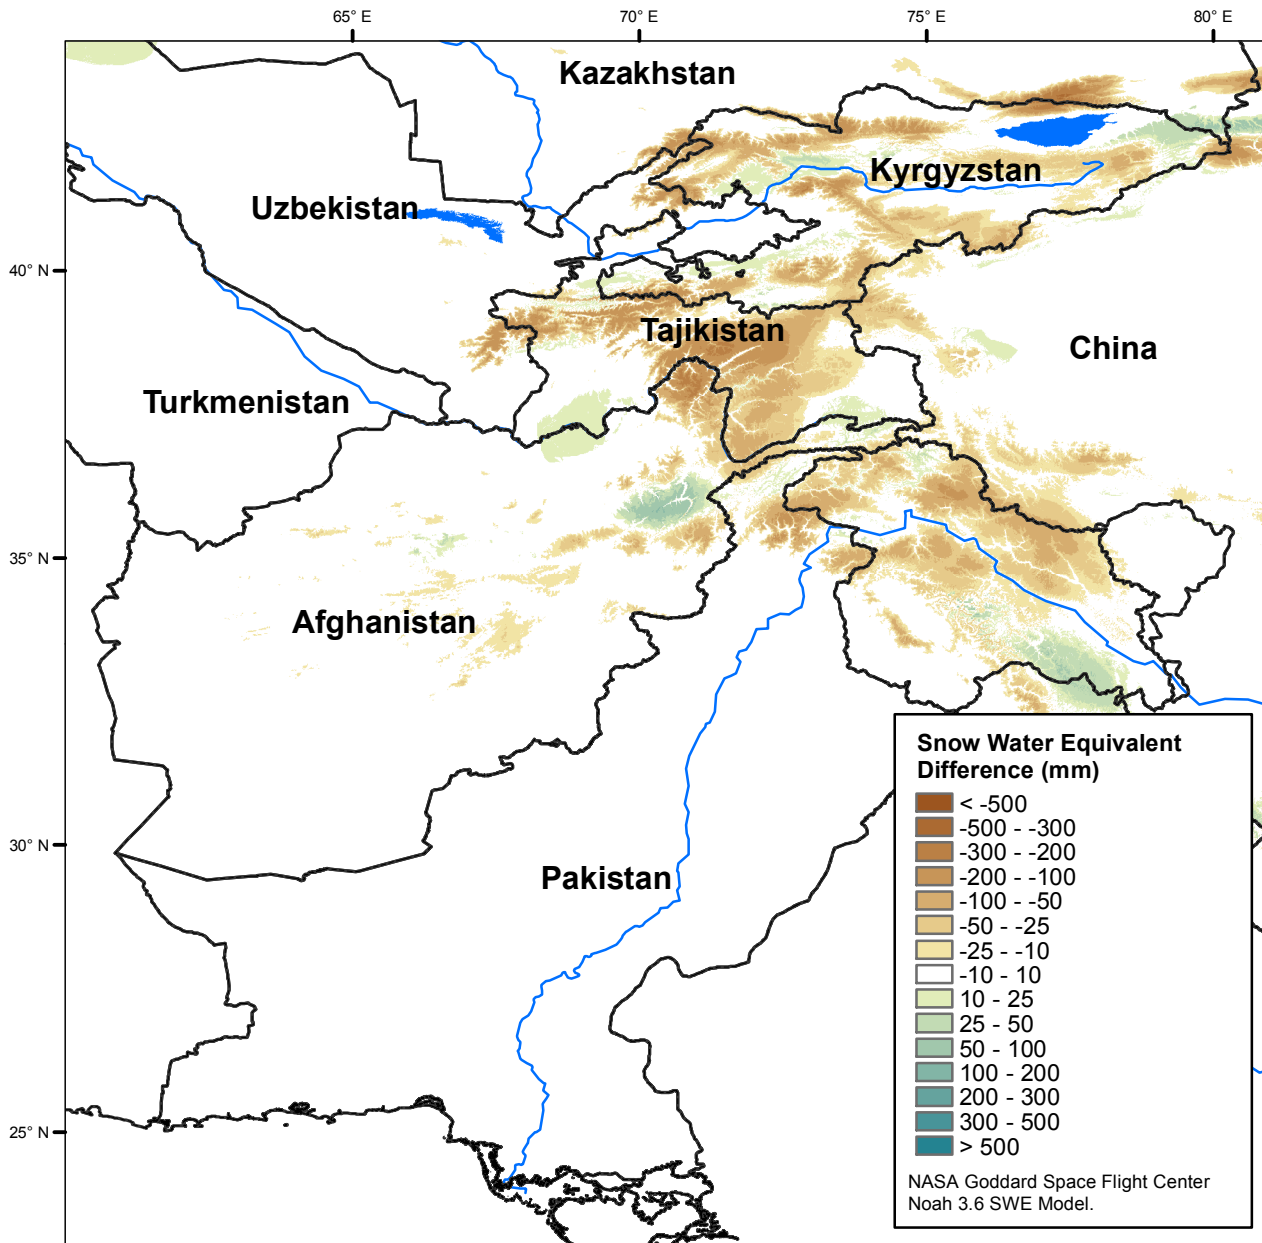 65° E
70° E
75° E
80° E
Kazakhstan
Kyrgyzstan
Uzbekistan
40° N
Tajikistan
China
Turkmenistan
35° N
Afghanistan
Snow Water Equivalent
Difference (mm)
< -500
-500 - -300
-300 - -200
-200 - -100
-100 - -50
-50 - -25
-25 - -10
-10 - 10
10 - 25
25 - 50
50 - 100
100 - 200
200 - 300
300 - 500
> 500
NASA Goddard Space Flight Center
Noah 3.6 SWE Model.
30° N
Pakistan
25° N